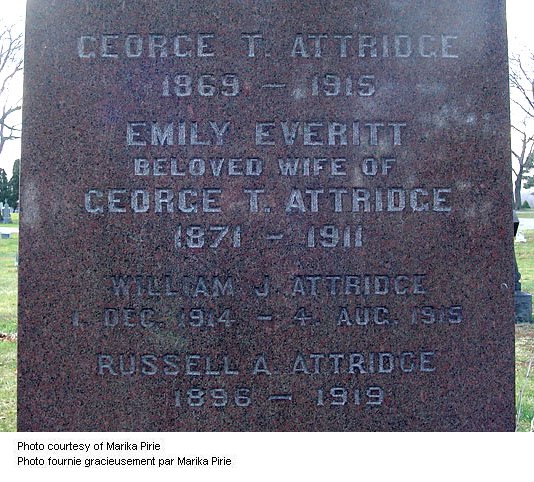 GEORGE T. ATTRIDGE
1869 — 1915
EMILY EVERITT
BELOVED WIFE OF
GEORGE T. ATTRIDGE
1871 - 1911
WILLIAM J. ATTRIDGE
1. DEC. 1914 - 4. AUG. 1915
RUSSELL A. ATTRIDGE
1896 — 1919
Photo courtesy of Marika Pirie
Photo fournie gracieusement par Marika Pirie